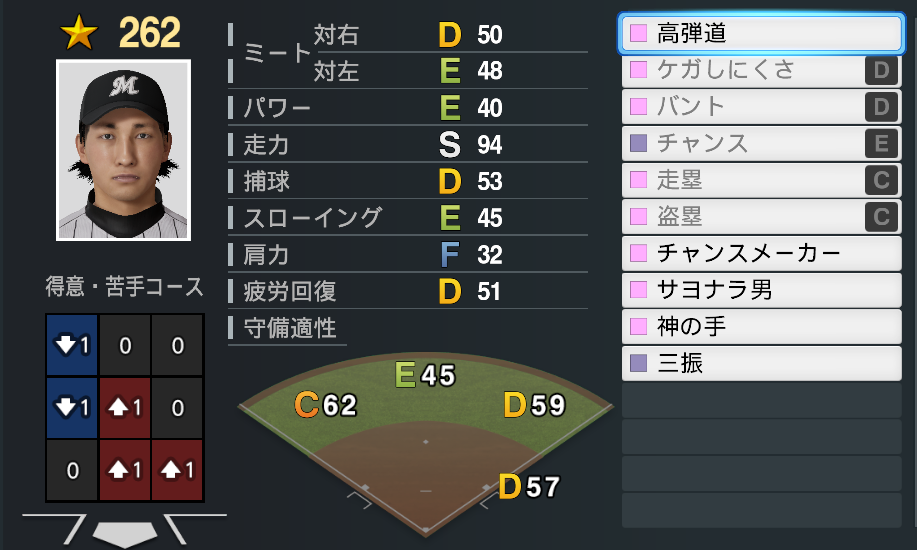 262
M
ミート 対右 D 50
対左 E 48
パワー E 40
走力 S 94
捕球 D 53
スローイング E 45
肩力 F 32
疲労回復 D 51
守備適性
E45
C62
D59
D57
得意・苦手コース
1 0 0
1 1 0
0 1 1
高弾道
ケガしにくさ D
バント D
チャンス E
走塁 C
盗塁 C
チャンスメーカー
サヨナラ男
神の手
三振